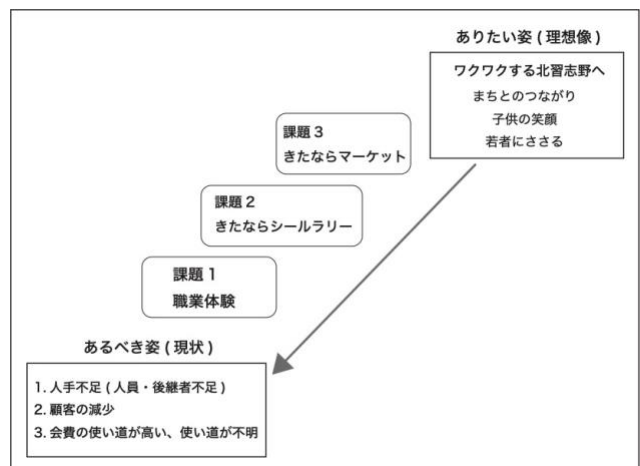 ありたい姿 ( 理想像 )
ワクワクする北習志野へ
まちとのつながり
子供の笑顔
若者にささる
課題 3
きたならマーケット
課題 2
きたならシールラリー
課題 1
職業体験
あるべき姿 ( 現状 )
1. 人手不足 ( 人員・後継者不足 )
2. 顧客の減少
3. 会費の使い道が高い、使い道が不明